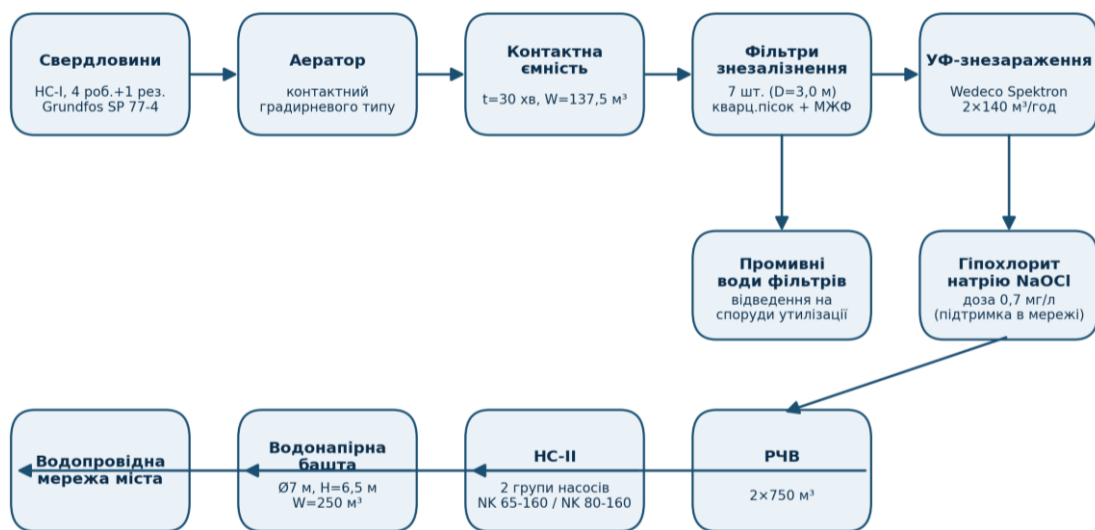 Свердловини
НС-І, 4 роб.+1 рез.
Grundfos SP 77-4
Аератор
контактний
градирневого типу
Контактна
ємність
t=30 хв, W=137,5 м³
Фільтри
знезалізнення
7 шт. (D=3,0 м)
кварц.пісок + МЖФ
УФ-знезараження
Wedeco Spektron
2×140 м³/год
Промивні
води фільтрів
відведення на
споруди утилізації
Гіпохлорит
натрію NaOCl
доза 0,7 мг/л
(підтримка в мережі)
Водопровідна
мережа міста
Водонапірна
башта
Ø7 м, H=6,5 м
W=250 м³
НС-ІІ
2 групи насосів
NK 65-160 / NK 80-160
РЧВ
2×750 м³